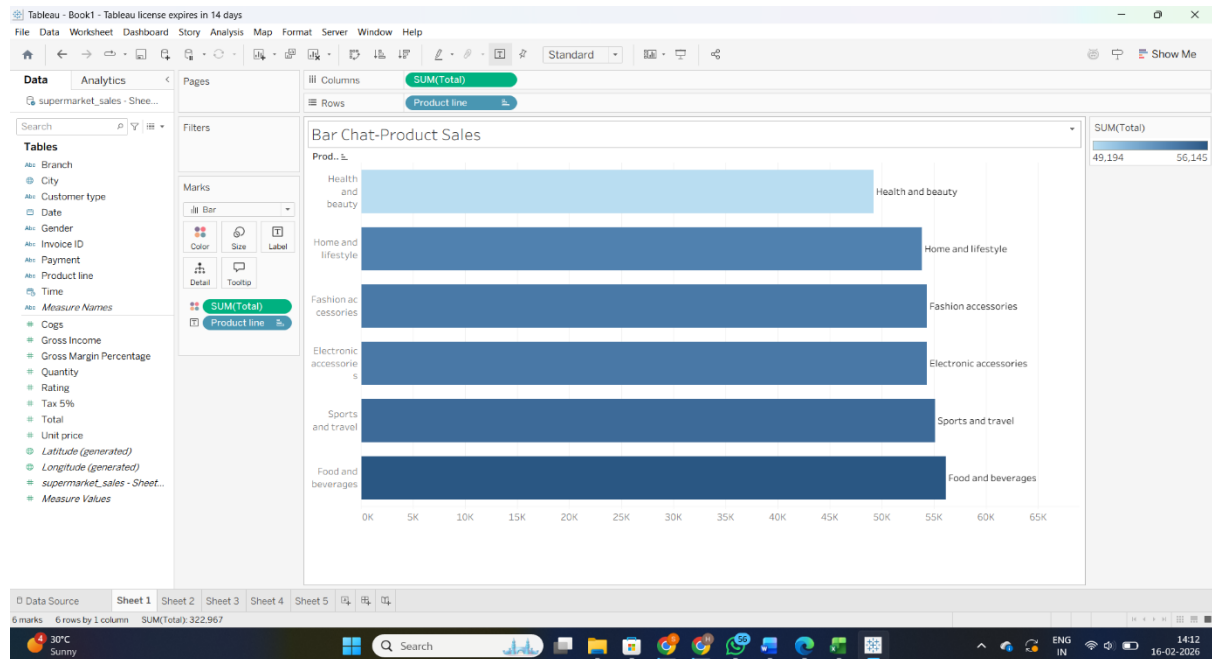 Tableau - Book1 - Tableau license expires in 14 days
File Data Worksheet Dashboard Story Analysis Map Format Server Window Help
Standard
Show Me
Data Analytics
Pages
Columns SUM(Total)
supermarket_sales - Shee...
Rows Product line
Search
Filters
Bar Chat-Product Sales
SUM(Total)
49,194 56,145
Tables
Abc Branch
City
Abc Customer type
Date
Abc Gender
Abc Invoice ID
Abc Payment
Abc Product line
Time
Abc Measure Names
# Cogs
# Gross Income
# Gross Margin Percentage
# Quantity
# Rating
# Tax 5%
# Total
# Unit price
Latitude (generated)
Longitude (generated)
# supermarket_sales - Sheet...
# Measure Values
Marks
Bar
Color Size Label
Detail Tooltip
SUM(Total)
Product line
Prod..
Health
and
beauty
Health and beauty
Home and
lifestyle
Home and lifestyle
Fashion ac
cessories
Fashion accessories
Electronic
accessorie
s
Electronic accessories
Sports
and travel
Sports and travel
Food and
beverages
Food and beverages
0K 5K 10K 15K 20K 25K 30K 35K 40K 45K 50K 55K 60K 65K
Data Source Sheet 1 Sheet 2 Sheet 3 Sheet 4 Sheet 5
6 marks 6 rows by 1 column SUM(Total): 322,967
4
30°C
Sunny
Search
ENG
IN
14:12
16-02-2026